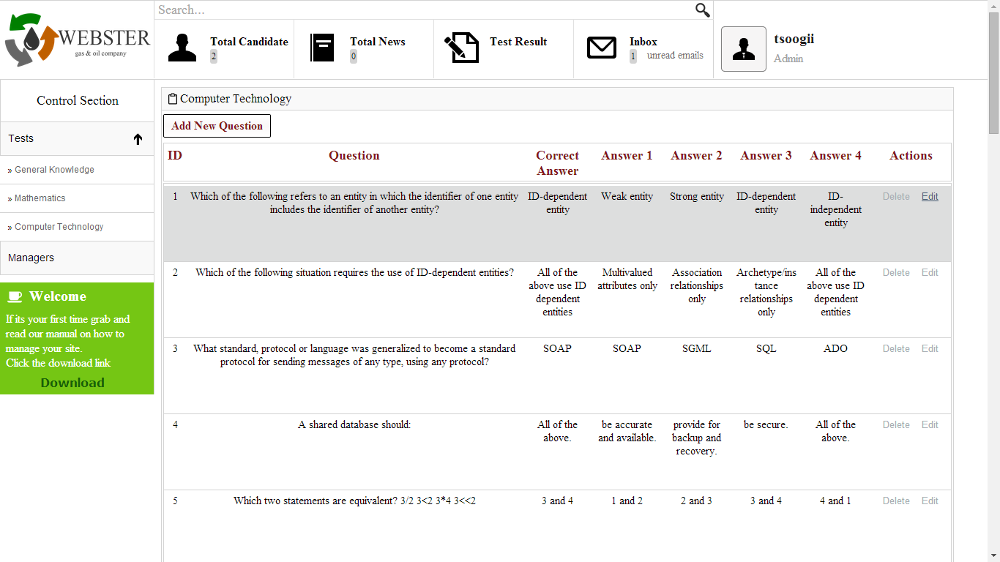 WEBSTER
gas & oil company
Search...
Total Candidate
2
Total News
0
Test Result
Inbox
1 unread emails
tsoogii
Admin
Control Section
Tests
» General Knowledge
» Mathematics
» Computer Technology
Managers
Welcome
If its your first time grab and
read our manual on how to
manage your site.
Click the download link
Download
Computer Technology
Add New Question
ID Question Correct Answer Answer 1 Answer 2 Answer 3 Answer 4 Actions
1 Which of the following refers to an entity in which the identifier of one entity includes the identifier of another entity? ID-dependent entity Weak entity Strong entity ID-dependent entity ID-independent entity Delete Edit
2 Which of the following situation requires the use of ID-dependent entities? All of the above use ID dependent entities Multivalued attributes only Association relationships only Archetype/instance relationships only All of the above use ID dependent entities Delete Edit
3 What standard, protocol or language was generalized to become a standard protocol for sending messages of any type, using any protocol? SOAP SOAP SGML SQL ADO Delete Edit
4 A shared database should: All of the above. be accurate and available. provide for backup and recovery. be secure. All of the above. Delete Edit
5 Which two statements are equivalent? 3/2 3<2 3*4 3<<2 3 and 4 1 and 2 2 and 3 3 and 4 4 and 1 Delete Edit